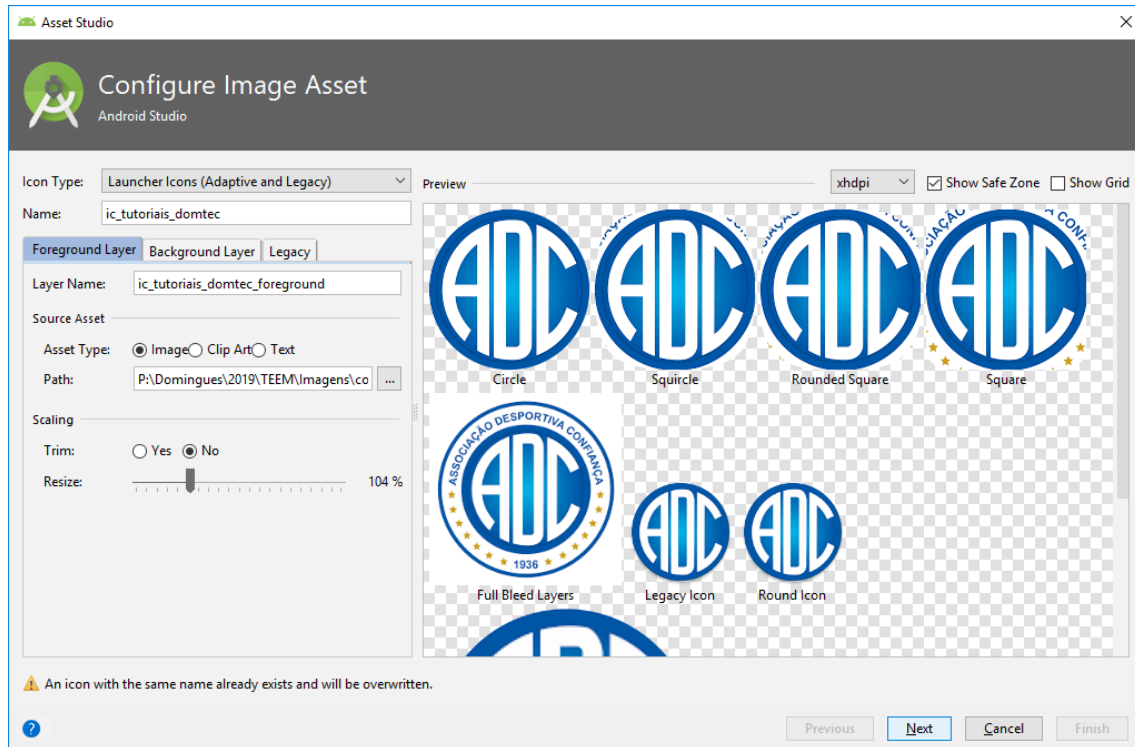 Asset Studio
Configure Image Asset
Android Studio
Icon Type: Launcher Icons (Adaptive and Legacy)
Name: ic_tutoriais_domtec
Foreground Layer Background Layer Legacy
Layer Name: ic_tutoriais_domtec_foreground
Source Asset
Asset Type: Image Clip Art Text
Path: P:\Domingues\2019\TEEM\Imagens\co ...
Scaling
Trim: Yes No
Resize: 104 %
Preview xhdpi Show Safe Zone Show Grid
ADC ADC ADC ADC
Circle Squircle Rounded Square Square
ASSOCIAÇÃO DESPORTIVA CONFIANÇA
ADC
1936
ADC ADC
Full Bleed Layers Legacy Icon Round Icon
An icon with the same name already exists and will be overwritten.
? Previous Next Cancel Finish